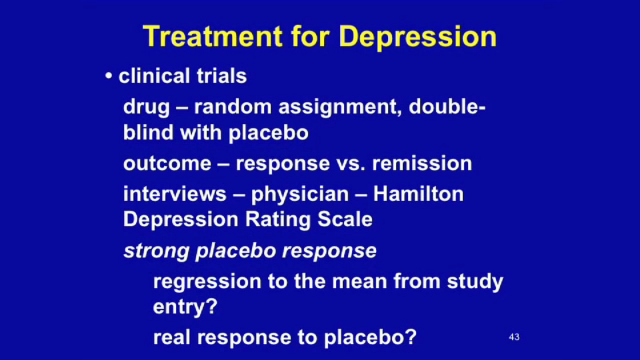 Treatment for Depression
• clinical trials
drug – random assignment, double-
blind with placebo
outcome – response vs. remission
interviews – physician – Hamilton
Depression Rating Scale
strong placebo response
regression to the mean from study
entry?
real response to placebo?
43